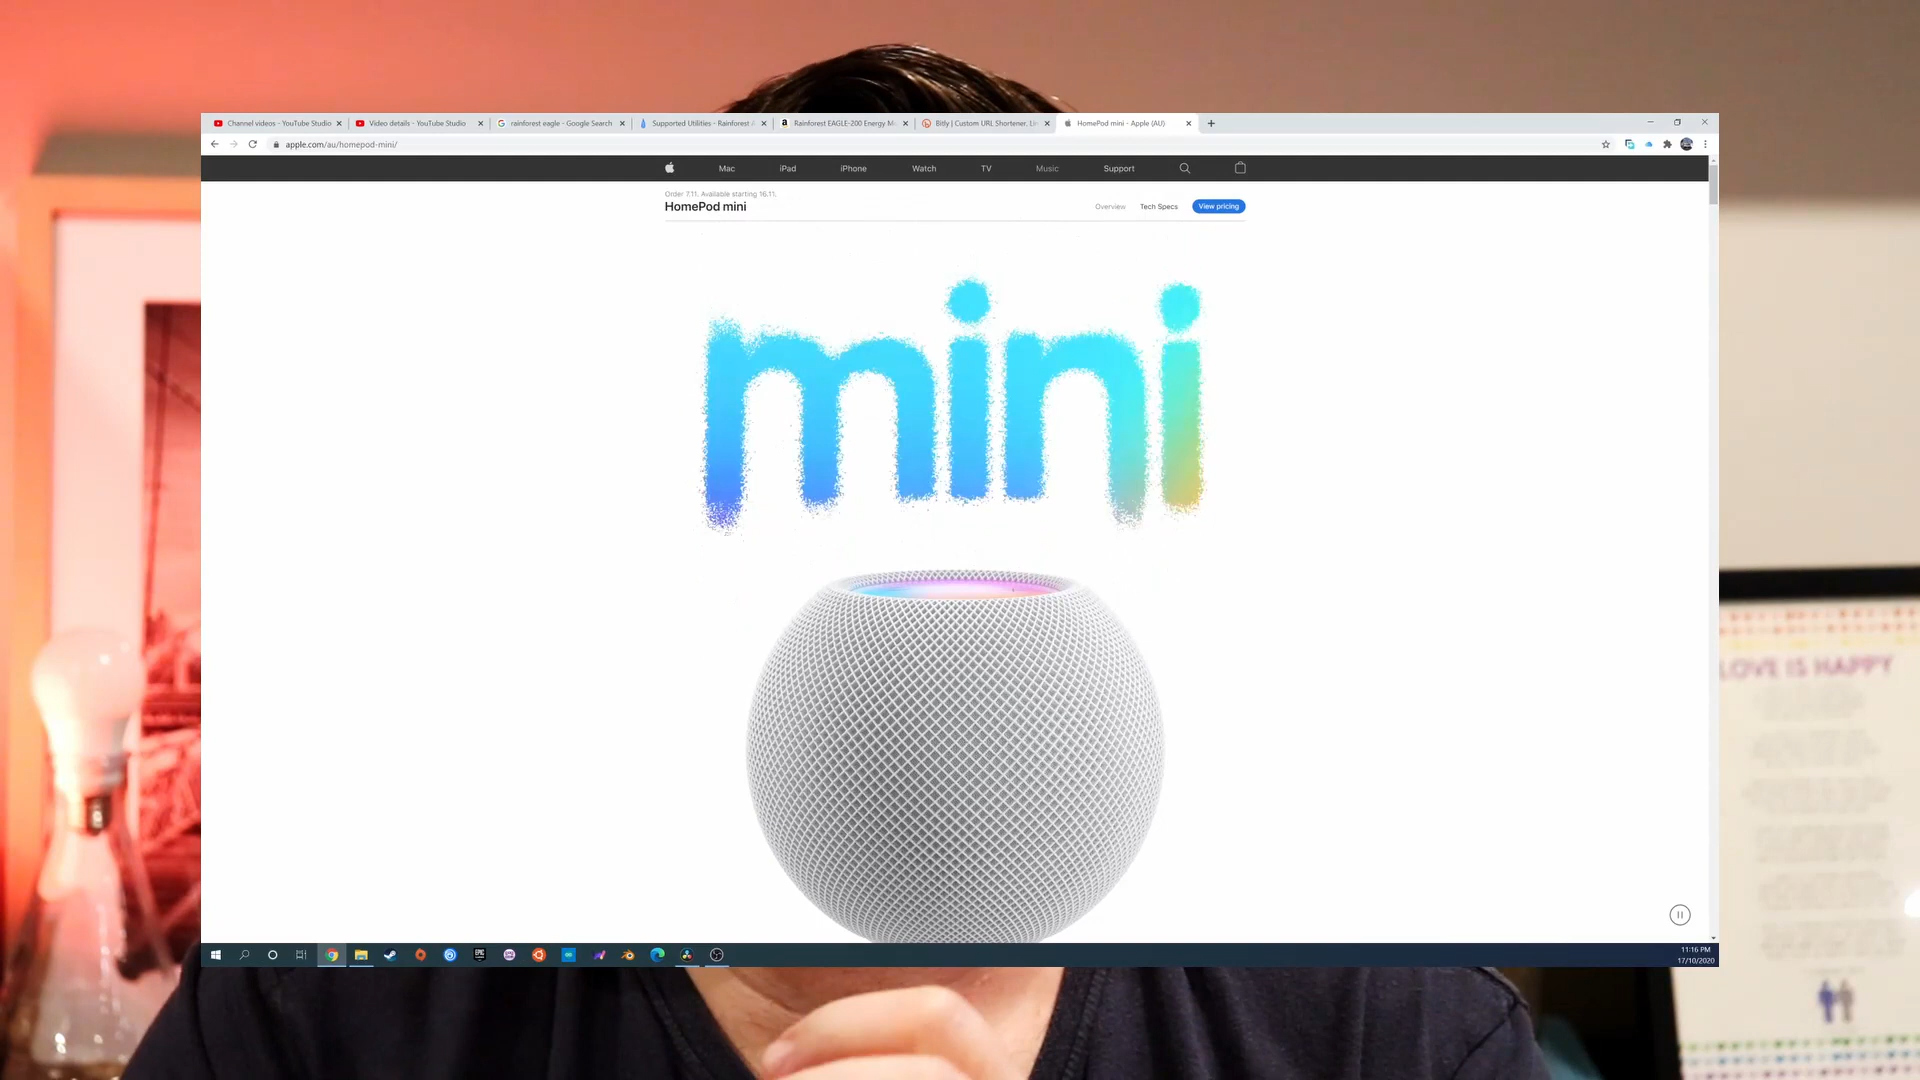 Channel videos - YouTube Studio
Video details - YouTube Studio
rainforest eagle - Google Search
Supported Utilities - Rainforest
Rainforest EAGLE-200 Energy M
Bitly | Custom URL Shortener, Li
HomePod mini - Apple (AU)
apple.com/au/homepod-mini/
Mac
iPad
iPhone
Watch
TV
Music
Support
Order 7.11. Available starting 16.11.
HomePod mini
Overview
Tech Specs
View pricing
mini
LOVE IS HAPPY
EPIC
11:16 PM
17/10/2020